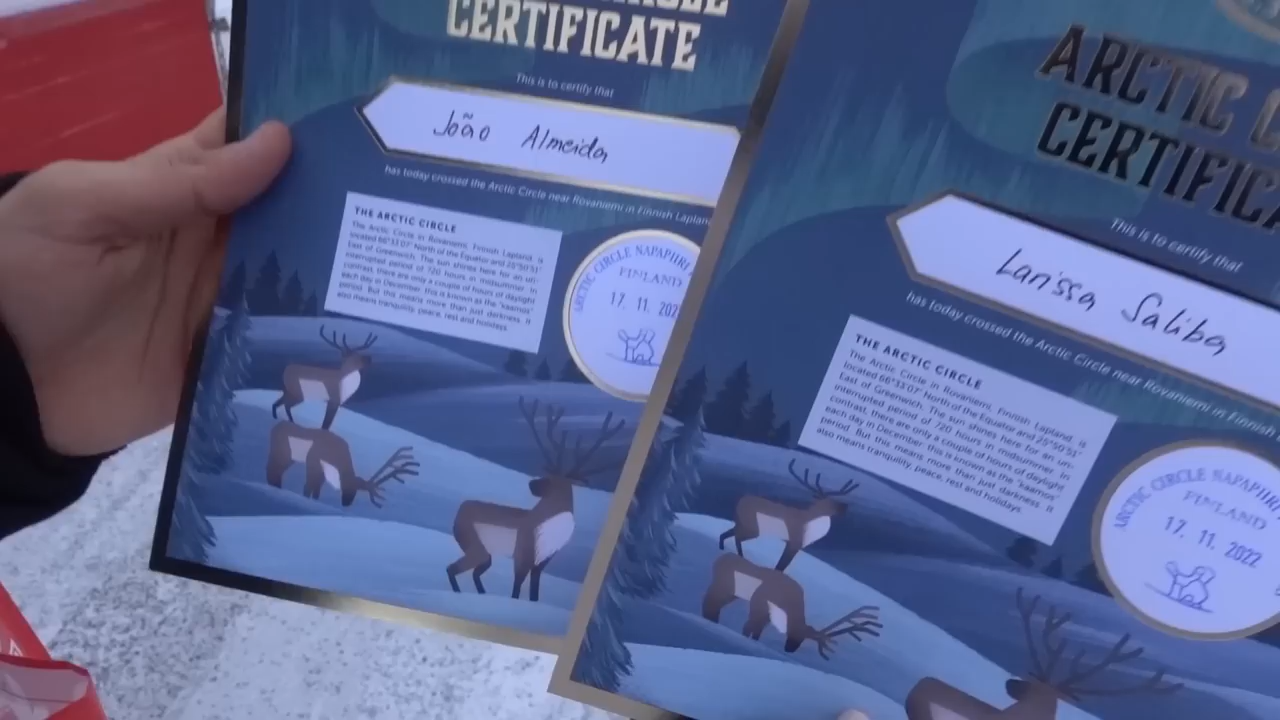 CERTIFICATE
This is to certify that
João Almeida
has today crossed the Arctic Circle near Rovaniemi in Finnish Lapland
THE ARCTIC CIRCLE
The Arctic Circle in Rovaniemi, Finnish Lapland, is
located 66°33'07" North of the Equator and 25°50'51"
East of Greenwich. The sun shines here for an un-
interrupted period of 720 hours in midsummer. In
contrast, there are only a couple of hours of daylight
each day in December: this is known as the "kaamos"
period. But this means more than just darkness. It
also means tranquility, peace, rest and holidays.
ARCTIC CIRCLE NAPAPIIRI
FINLAND
17. 11. 202
ARCTIC C
CERTIFICA
This is to certify that
Larissa Saliba
has today crossed the Arctic Circle near Rovaniemi in Finnish
THE ARCTIC CIRCLE
The Arctic Circle in Rovaniemi, Finnish Lapland, is
located 66°33'07" North of the Equator and 25°50'51"
East of Greenwich. The sun shines here for an un-
interrupted period of 720 hours in midsummer. In
contrast, there are only a couple of hours of daylight
each day in December: this is known as the "kaamos"
period. But this means more than just darkness. It
also means tranquility, peace, rest and holidays.
ARCTIC CIRCLE NAPAPIIRI
FINLAND
17. 11. 2022